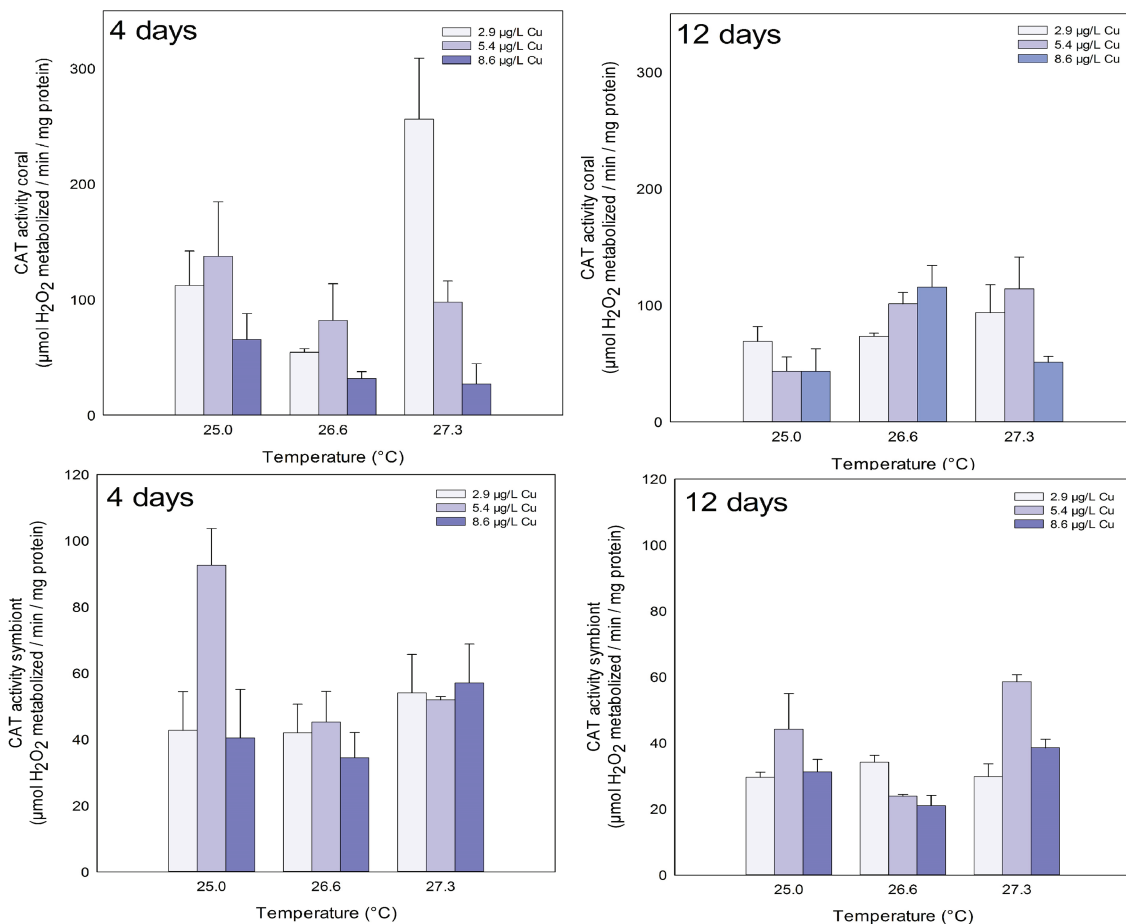 4 days
2.9 µg/L Cu
5.4 µg/L Cu
8.6 µg/L Cu
300
200
100
0
CAT activity coral
(µmol H2O2 metabolized / min / mg protein)
25.0 26.6 27.3
Temperature (°C)
12 days
2.9 µg/L Cu
5.4 µg/L Cu
8.6 µg/L Cu
300
200
100
0
CAT activity coral
(µmol H2O2 metabolized / min / mg protein)
25.0 26.6 27.3
Temperature (°C)
4 days
2.9 µg/L Cu
5.4 µg/L Cu
8.6 µg/L Cu
120
100
80
60
40
20
0
CAT activity symbiont
(µmol H2O2 metabolized / min / mg protein)
25.0 26.6 27.3
Temperature (°C)
12 days
2.9 µg/L Cu
5.4 µg/L Cu
8.6 µg/L Cu
120
100
80
60
40
20
0
CAT activity symbiont
(µmol H2O2 metabolized / min / mg protein)
25.0 26.6 27.3
Temperature (°C)